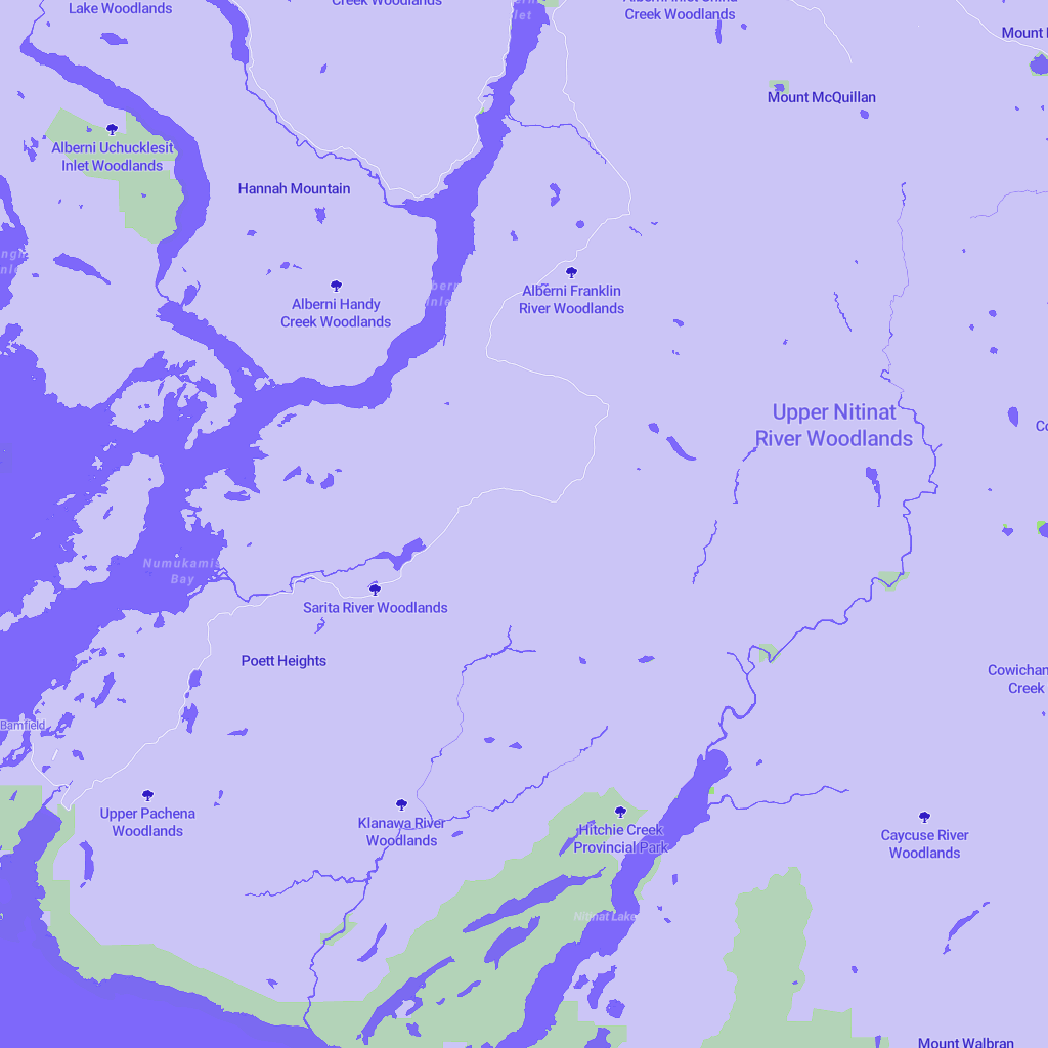 Lake Woodlands
Creek Woodlands
Creek Woodlands
Mount
Mount McQuillan
Alberni Uchucklesit
Inlet Woodlands
Hannah Mountain
Alberni Handy
Creek Woodlands
Alberni Franklin
River Woodlands
Upper Nitinat
River Woodlands
Numukamis
Bay
Sarita River Woodlands
Poett Heights
Cowichan
Creek
Bamfield
Upper Pachena
Woodlands
Klanawa River
Woodlands
Hitchie Creek
Provincial Park
Caycuse River
Woodlands
Nitinat Lake
Mount Walbran